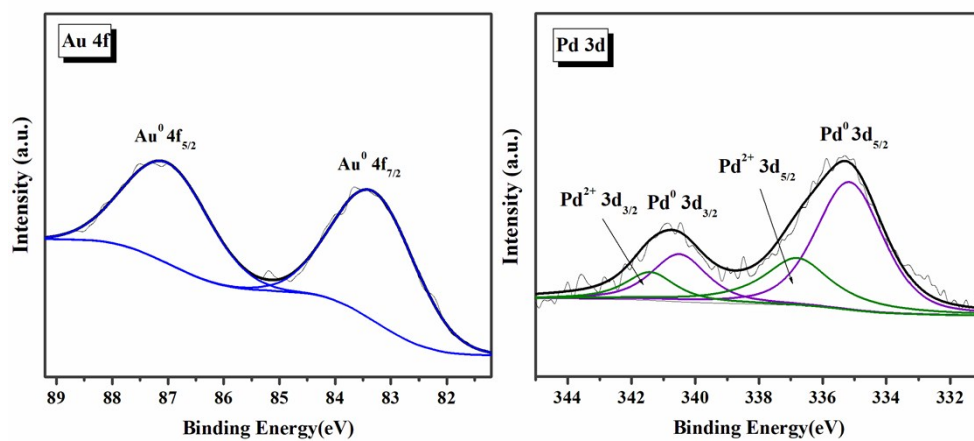 Au 4f
Au⁰ 4f₅/₂
Au⁰ 4f₇/₂
Intensity (a.u.)
89 88 87 86 85 84 83 82
Binding Energy(eV)
Pd 3d
Pd⁰ 3d₅/₂
Pd²⁺ 3d₅/₂
Pd²⁺ 3d₃/₂
Pd⁰ 3d₃/₂
Intensity (a.u.)
344 342 340 338 336 334 332
Binding Energy(eV)